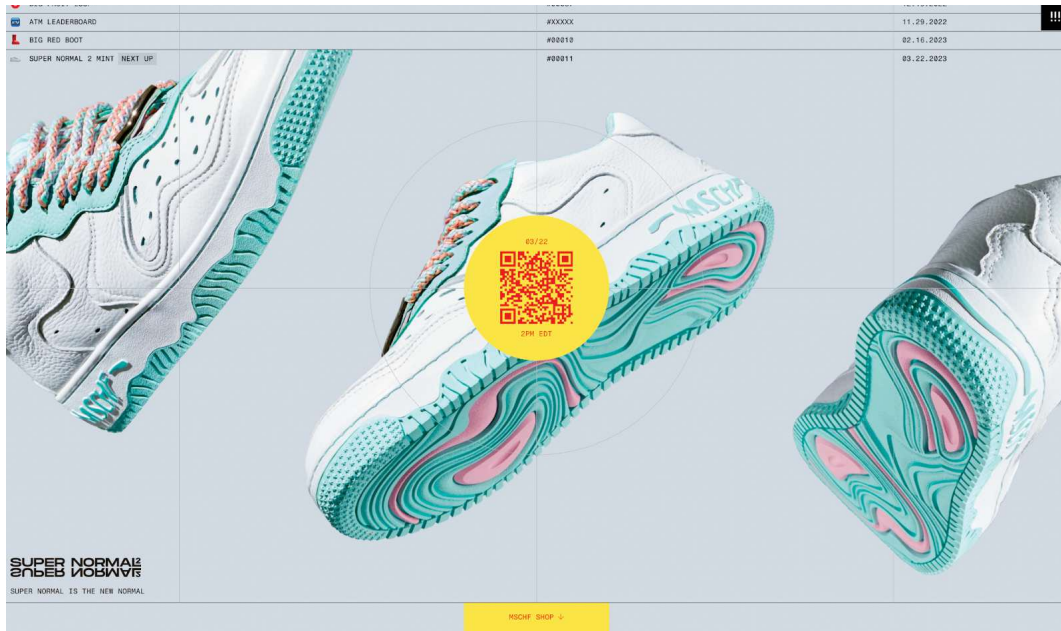 ATM LEADERBOARD #XXXXX 11.29.2022
BIG RED BOOT #00010 02.16.2023
SUPER NORMAL 2 MINT NEXT UP #00011 03.22.2023
MSCHF
03/22
2PM EDT
MSCHF
SUPER NORMAL2
SUPER NORMAL2
SUPER NORMAL IS THE NEW NORMAL
MSCHF SHOP ↓